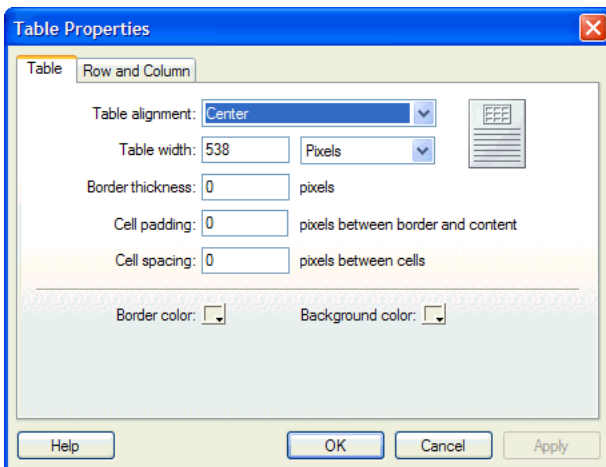 Table Properties
Table Row and Column
Table alignment: Center
Table width: 538 Pixels
Border thickness: 0 pixels
Cell padding: 0 pixels between border and content
Cell spacing: 0 pixels between cells
Border color: Background color:
Help OK Cancel Apply